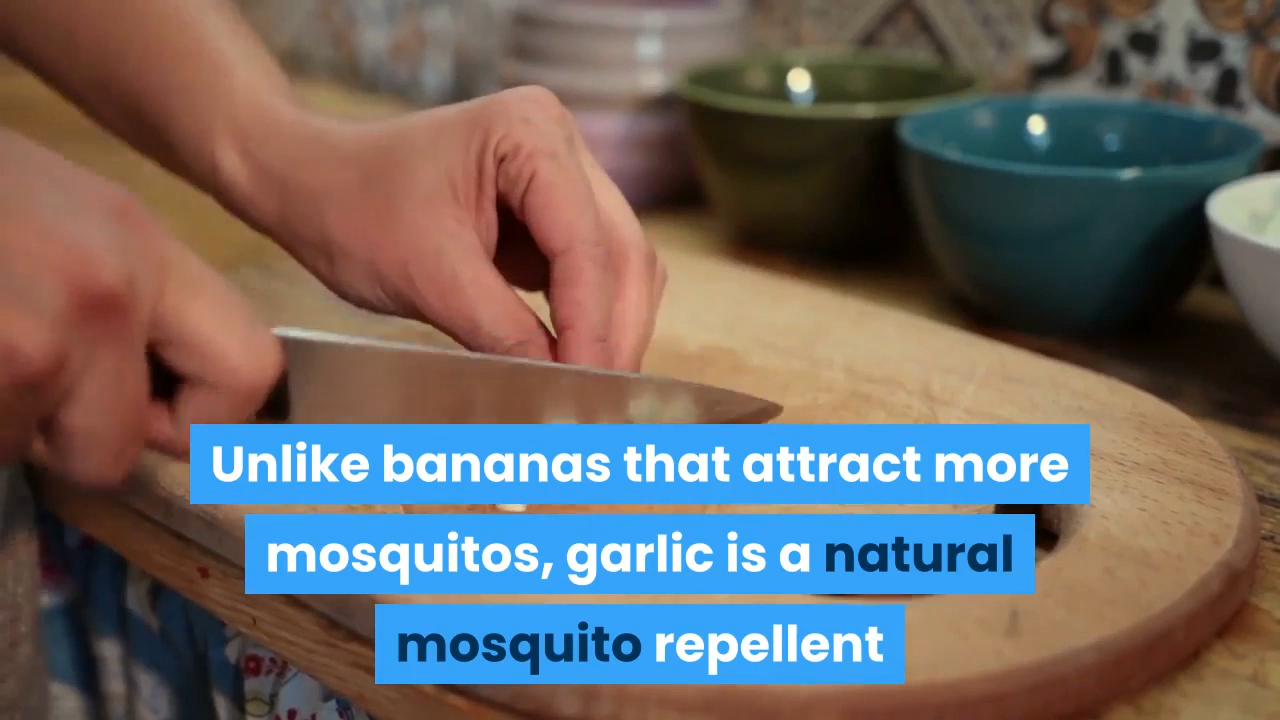 Unlike bananas that attract more
mosquitos, garlic is a natural
mosquito repellent